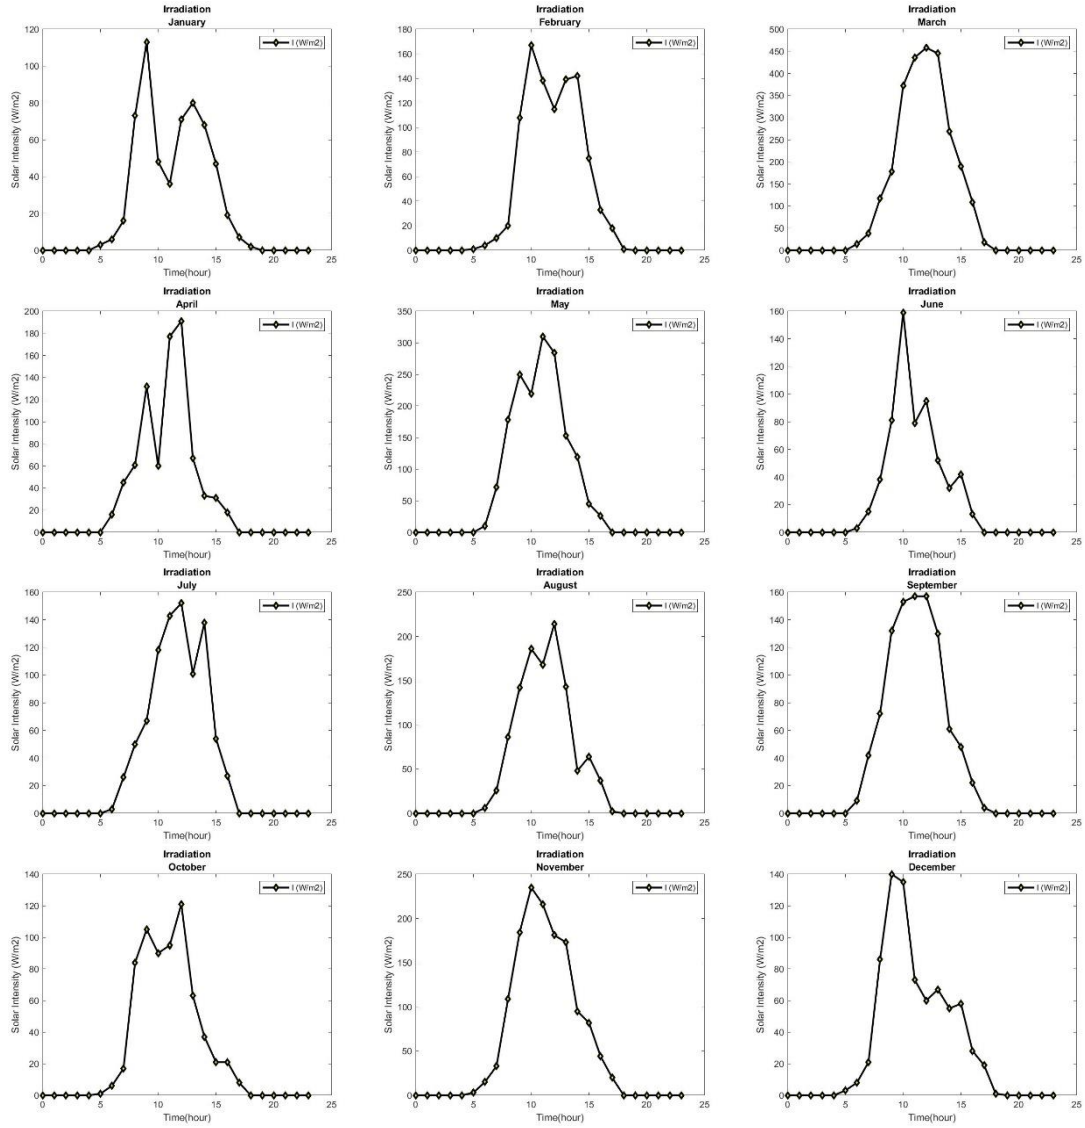 Irradiation
January
120
100
80
60
40
20
0
Solar Intensity (W/m2)
I (W/m2)
0 5 10 15 20 25
Time(hour)
Irradiation
February
180
160
140
120
100
80
60
40
20
0
Solar Intensity (W/m2)
I (W/m2)
0 5 10 15 20 25
Time(hour)
Irradiation
March
500
450
400
350
300
250
200
150
100
50
0
Solar Intensity (W/m2)
I (W/m2)
0 5 10 15 20 25
Time(hour)
Irradiation
April
200
180
160
140
120
100
80
60
40
20
0
Solar Intensity (W/m2)
I (W/m2)
0 5 10 15 20 25
Time(hour)
Irradiation
May
350
300
250
200
150
100
50
0
Solar Intensity (W/m2)
I (W/m2)
0 5 10 15 20 25
Time(hour)
Irradiation
June
160
140
120
100
80
60
40
20
0
Solar Intensity (W/m2)
I (W/m2)
0 5 10 15 20 25
Time(hour)
Irradiation
July
160
140
120
100
80
60
40
20
0
Solar Intensity (W/m2)
I (W/m2)
0 5 10 15 20 25
Time(hour)
Irradiation
August
250
200
150
100
50
0
Solar Intensity (W/m2)
I (W/m2)
0 5 10 15 20 25
Time(hour)
Irradiation
September
160
140
120
100
80
60
40
20
0
Solar Intensity (W/m2)
I (W/m2)
0 5 10 15 20 25
Time(hour)
Irradiation
October
140
120
100
80
60
40
20
0
Solar Intensity (W/m2)
I (W/m2)
0 5 10 15 20 25
Time(hour)
Irradiation
November
250
200
150
100
50
0
Solar Intensity (W/m2)
I (W/m2)
0 5 10 15 20 25
Time(hour)
Irradiation
December
140
120
100
80
60
40
20
0
Solar Intensity (W/m2)
I (W/m2)
0 5 10 15 20 25
Time(hour)